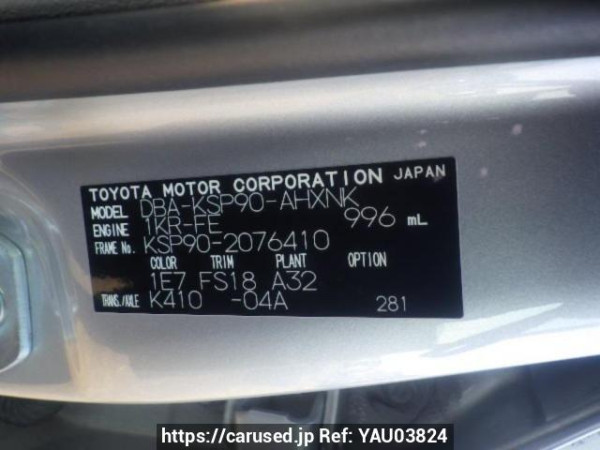 TOYOTA MOTOR CORPORATION JAPAN
MODEL DBA-KSP90-AHXNK
ENGINE 1KR-FE 996 mL
FRAME No. KSP90-2076410
COLOR TRIM PLANT OPTION
1E7 FS18 A32
TRANS./AXLE K410 -04A 281
https://carused.jp Ref: YAU03824